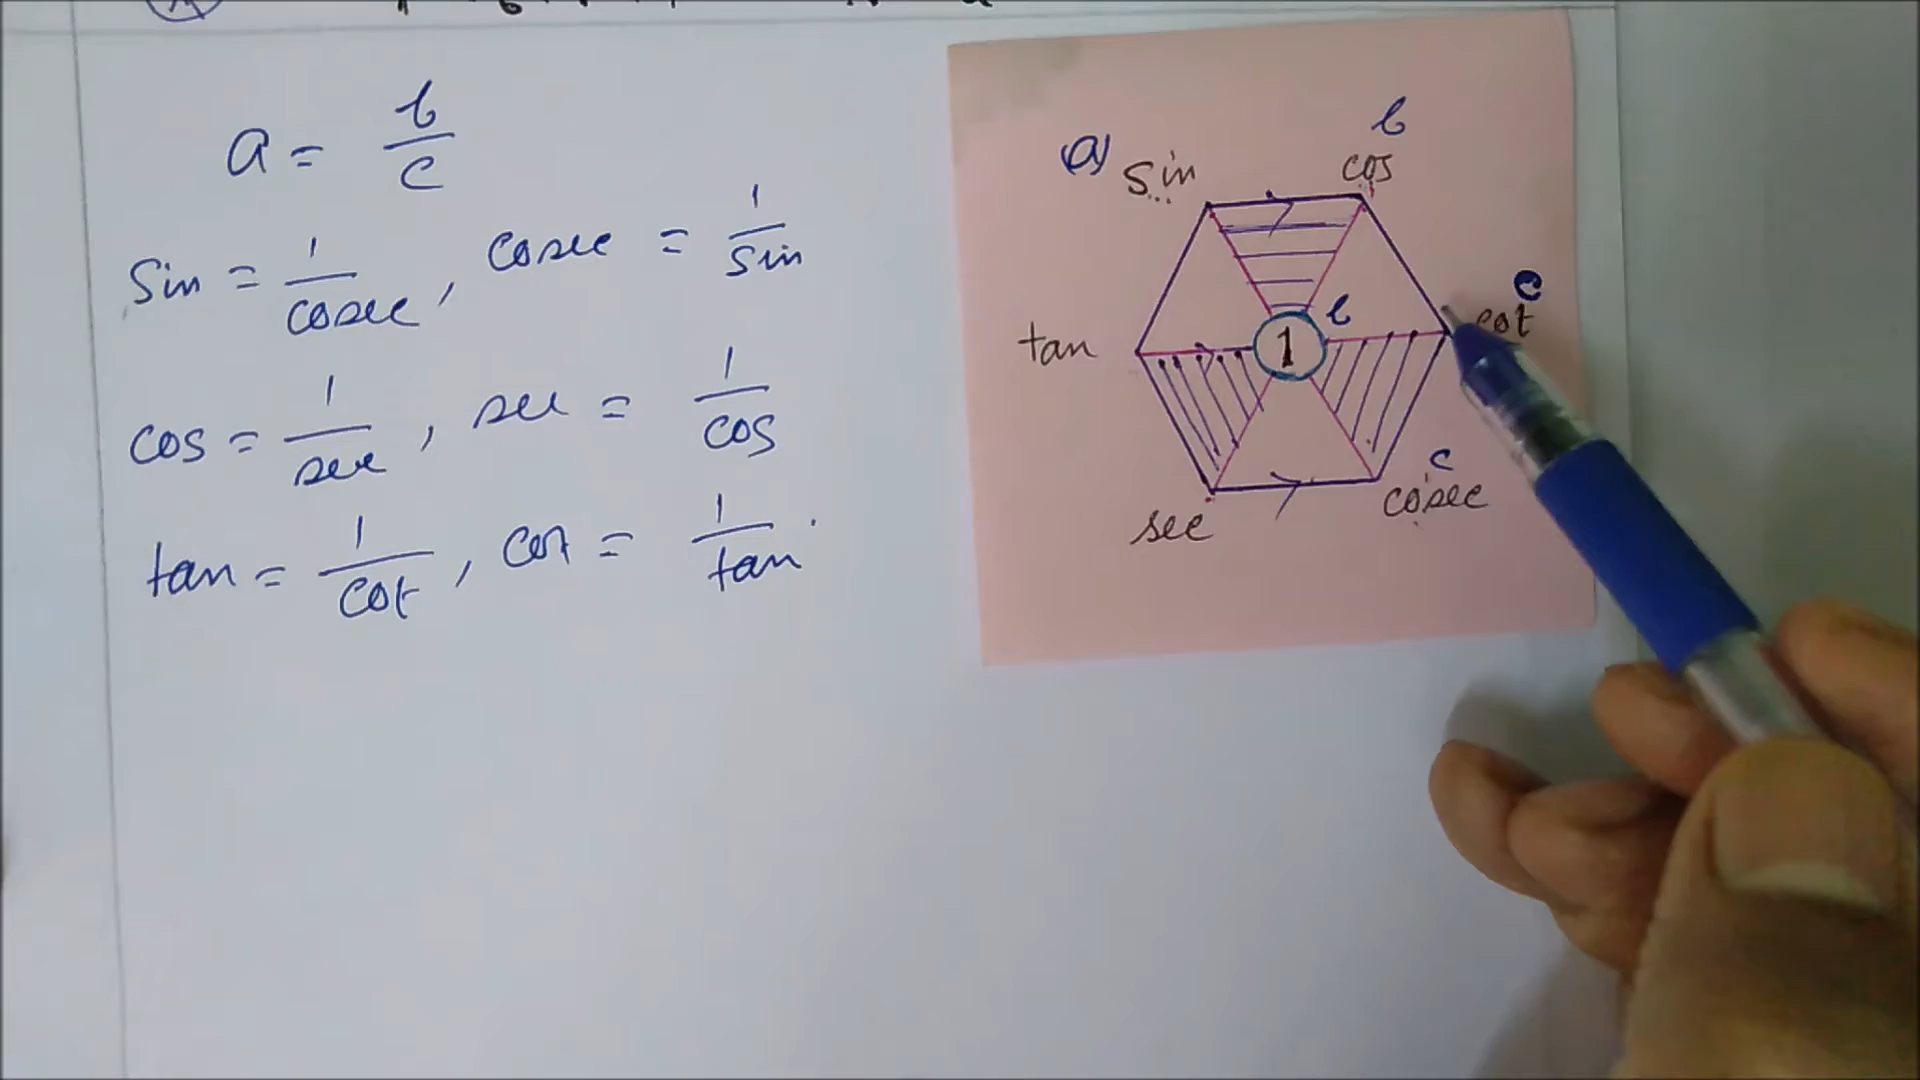 a = b/c
Sin = 1/cosec, cosec = 1/sin
cos = 1/sec, sec = 1/cos
tan = 1/cot, cot = 1/tan
a) b
sin cos
c
tan 1 b cot
c
sec cosec